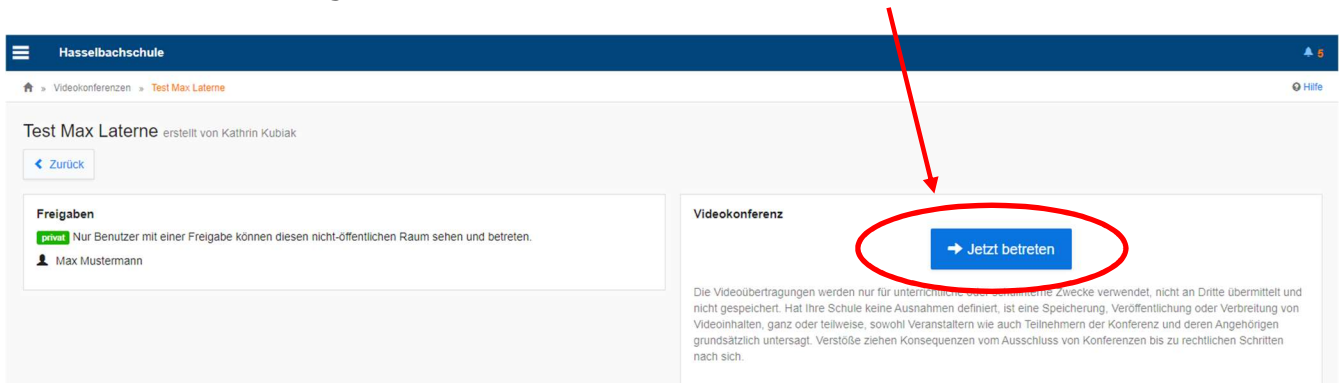 Hasselbachschule
5
» Videokonferenzen » Test Max Laterne
Hilfe
Test Max Laterne erstellt von Kathrin Kubiak
Zurück
Freigaben
privat Nur Benutzer mit einer Freigabe können diesen nicht-öffentlichen Raum sehen und betreten.
Max Mustermann
Videokonferenz
Jetzt betreten
Die Videoübertragungen werden nur für unterrichtliche oder schulinterne Zwecke verwendet, nicht an Dritte übermittelt und
nicht gespeichert. Hat Ihre Schule keine Ausnahmen definiert, ist eine Speicherung, Veröffentlichung oder Verbreitung von
Videoinhalten, ganz oder teilweise, sowohl Veranstaltern wie auch Teilnehmern der Konferenz und deren Angehörigen
grundsätzlich untersagt. Verstöße ziehen Konsequenzen vom Ausschluss von Konferenzen bis zu rechtlichen Schritten
nach sich.